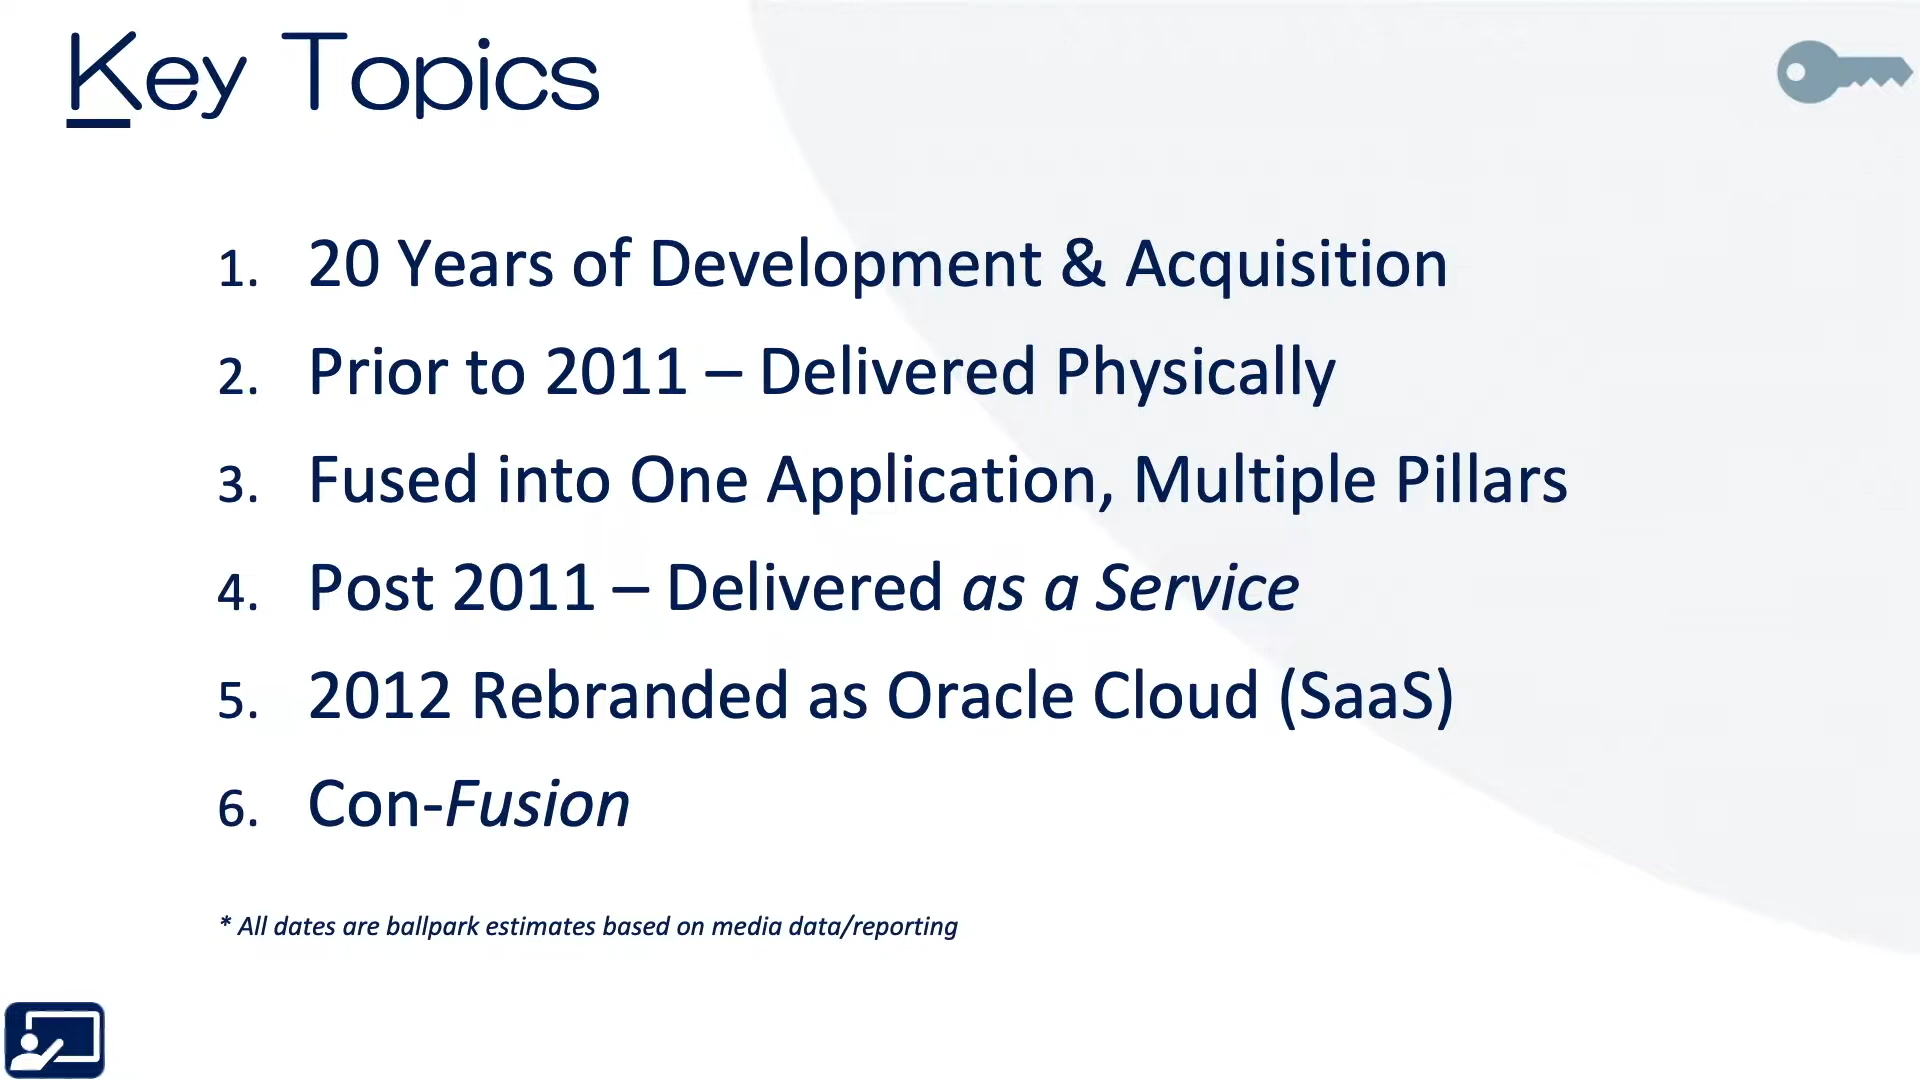 Key Topics
1. 20 Years of Development & Acquisition
2. Prior to 2011 – Delivered Physically
3. Fused into One Application, Multiple Pillars
4. Post 2011 – Delivered as a Service
5. 2012 Rebranded as Oracle Cloud (SaaS)
6. Con-Fusion
* All dates are ballpark estimates based on media data/reporting